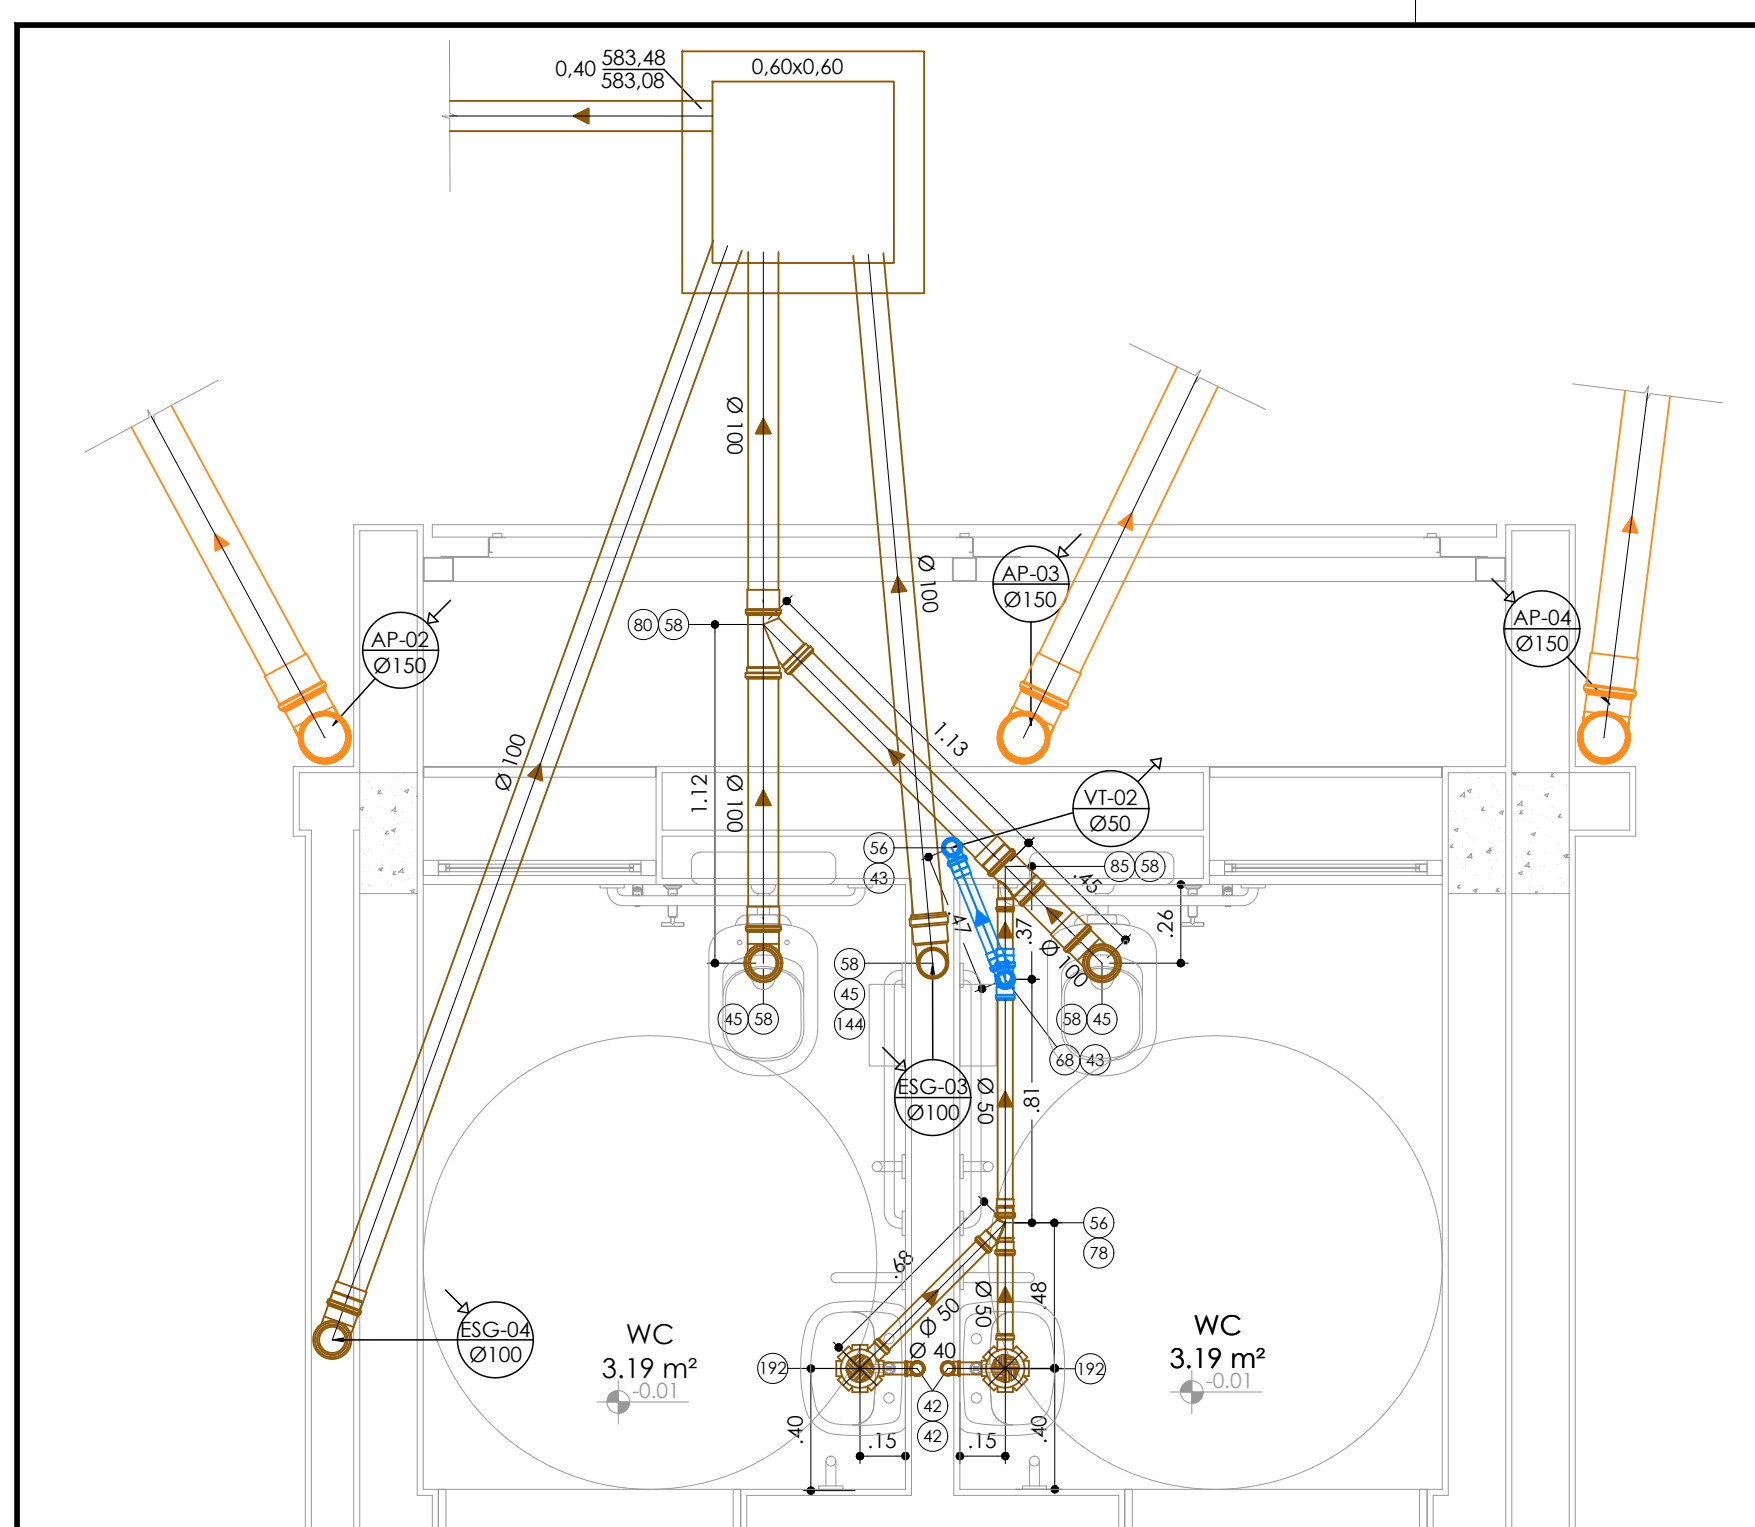 0,40
583,48
583,08
0,60x0,60
Ø 100
Ø 100
AP-03
Ø150
AP-04
Ø150
AP-02
Ø150
80
58
1.13
Ø 100
1.12
Ø 100
VT-02
Ø50
56
43
85
58
.45
.26
.47
.37
Ø 100
58
45
144
45
58
58
45
68
43
ESG-03
Ø100
Ø 50
.81
56
78
.68
Ø 50
Ø 50
.48
ESG-04
Ø100
WC
3.19 m²
-0.01
WC
3.19 m²
-0.01
Ø 40
192
192
42
42
.40
.15
.15
.40